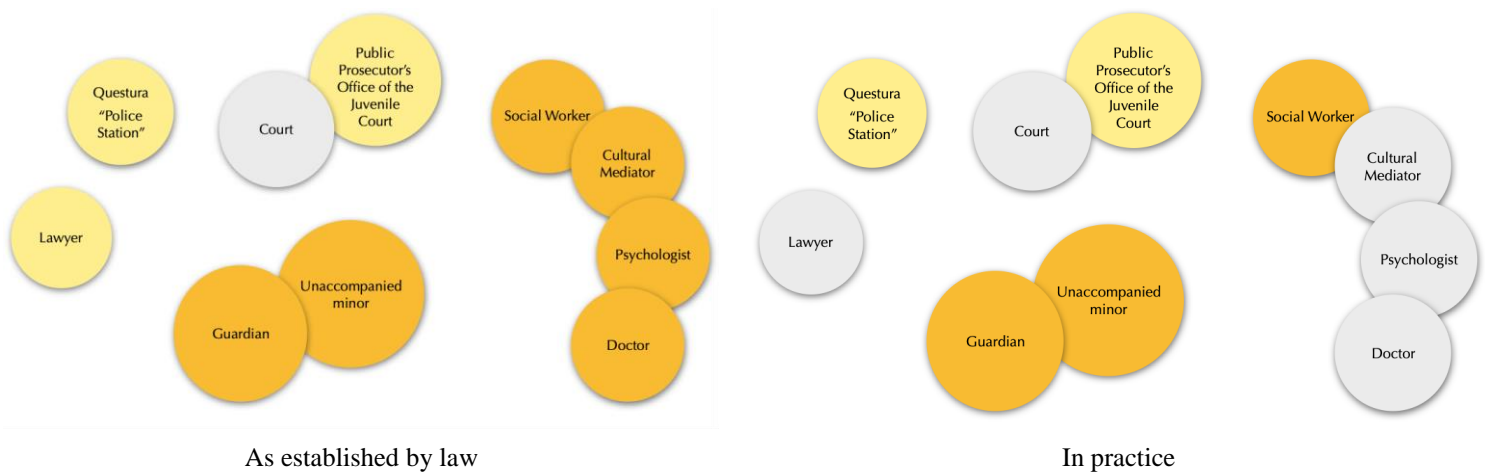 Questura
“Police
Station”
Court
Public
Prosecutor’s
Office of the
Juvenile
Court
Social Worker
Cultural
Mediator
Psychologist
Doctor
Lawyer
Guardian
Unaccompanied
minor
As established by law
Questura
“Police
Station”
Court
Public
Prosecutor’s
Office of the
Juvenile
Court
Social Worker
Cultural
Mediator
Psychologist
Doctor
Lawyer
Guardian
Unaccompanied
minor
In practice